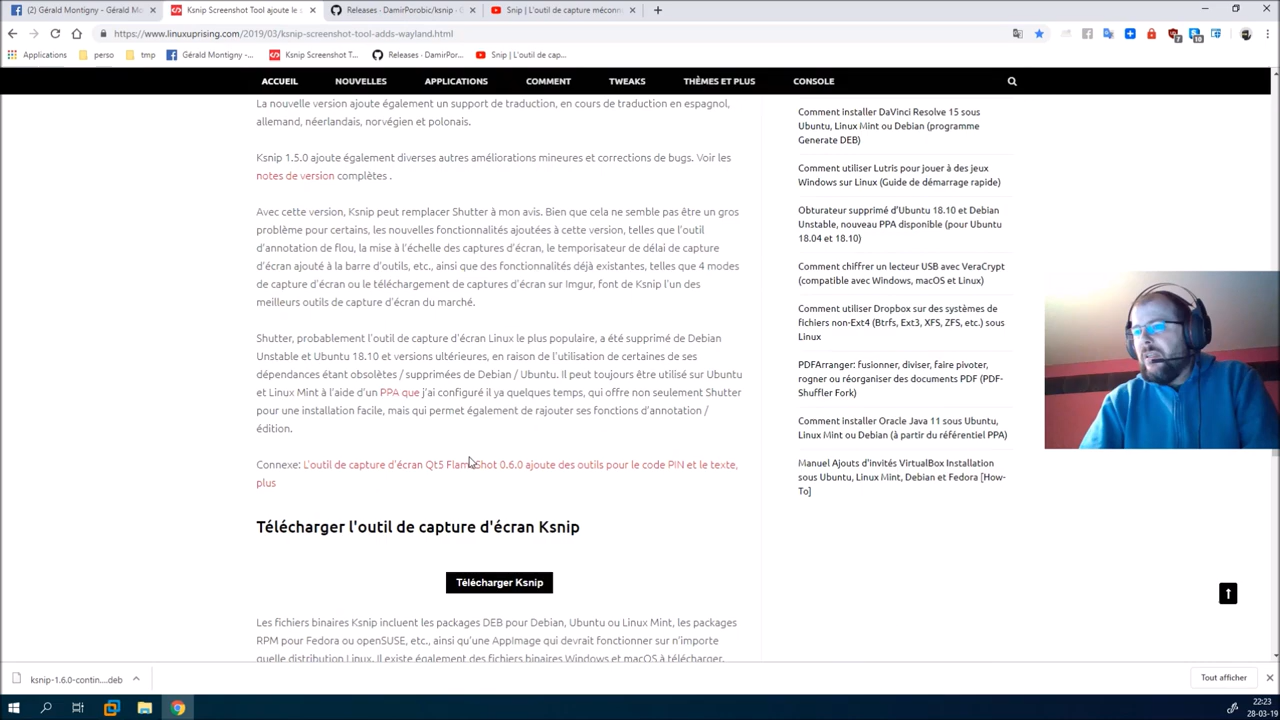 (2) Gérald Montigny - Gérald Mo
Ksnip Screenshot Tool ajoute le s
Releases · DamirPorobic/ksnip · G
Snip | L'outil de capture méconn
https://www.linuxuprising.com/2019/03/ksnip-screenshot-tool-adds-wayland.html
Applications perso tmp Gérald Montigny -... Ksnip Screenshot T... Releases · DamirPor... Snip | L'outil de cap...
ACCUEIL NOUVELLES APPLICATIONS COMMENT TWEAKS THÈMES ET PLUS CONSOLE
La nouvelle version ajoute également un support de traduction, en cours de traduction en espagnol,
allemand, néerlandais, norvégien et polonais.
Ksnip 1.5.0 ajoute également diverses autres améliorations mineures et corrections de bugs. Voir les
notes de version complètes .
Avec cette version, Ksnip peut remplacer Shutter à mon avis. Bien que cela ne semble pas être un gros
problème pour certains, les nouvelles fonctionnalités ajoutées à cette version, telles que l'outil
d'annotation de flou, la mise à l'échelle des captures d'écran, le temporisateur de délai de capture
d'écran ajouté à la barre d'outils, etc., ainsi que des fonctionnalités déjà existantes, telles que 4 modes
de capture d'écran ou le téléchargement de captures d'écran sur Imgur, font de Ksnip l'un des
meilleurs outils de capture d'écran du marché.
Shutter, probablement l'outil de capture d'écran Linux le plus populaire, a été supprimé de Debian
Unstable et Ubuntu 18.10 et versions ultérieures, en raison de l'utilisation de certaines de ses
dépendances étant obsolètes / supprimées de Debian / Ubuntu. Il peut toujours être utilisé sur Ubuntu
et Linux Mint à l'aide d'un PPA que j'ai configuré il ya quelques temps, qui offre non seulement Shutter
pour une installation facile, mais qui permet également de rajouter ses fonctions d'annotation /
édition.
Connexe: L'outil de capture d'écran Qt5 FlameShot 0.6.0 ajoute des outils pour le code PIN et le texte,
plus
Télécharger l'outil de capture d'écran Ksnip
Télécharger Ksnip
Les fichiers binaires Ksnip incluent les packages DEB pour Debian, Ubuntu ou Linux Mint, les packages
RPM pour Fedora ou openSUSE, etc., ainsi qu'une AppImage qui devrait fonctionner sur n'importe
quelle distribution Linux. Il existe également des fichiers binaires Windows et macOS à télécharger.
Comment installer DaVinci Resolve 15 sous
Ubuntu, Linux Mint ou Debian (programme
Generate DEB)
Comment utiliser Lutris pour jouer à des jeux
Windows sur Linux (Guide de démarrage rapide)
Obturateur supprimé d'Ubuntu 18.10 et Debian
Unstable, nouveau PPA disponible (pour Ubuntu
18.04 et 18.10)
Comment chiffrer un lecteur USB avec VeraCrypt
(compatible avec Windows, macOS et Linux)
Comment utiliser Dropbox sur des systèmes de
fichiers non-Ext4 (Btrfs, Ext3, XFS, ZFS, etc.) sous
Linux
PDFArranger: fusionner, diviser, faire pivoter,
rogner ou réorganiser des documents PDF (PDF-
Shuffler Fork)
Comment installer Oracle Java 11 sous Ubuntu,
Linux Mint ou Debian (à partir du référentiel PPA)
Manuel Ajouts d'invités VirtualBox Installation
sous Ubuntu, Linux Mint, Debian et Fedora [How-
To]
ksnip-1.6.0-contin....deb
Tout afficher
22:23
28-03-19